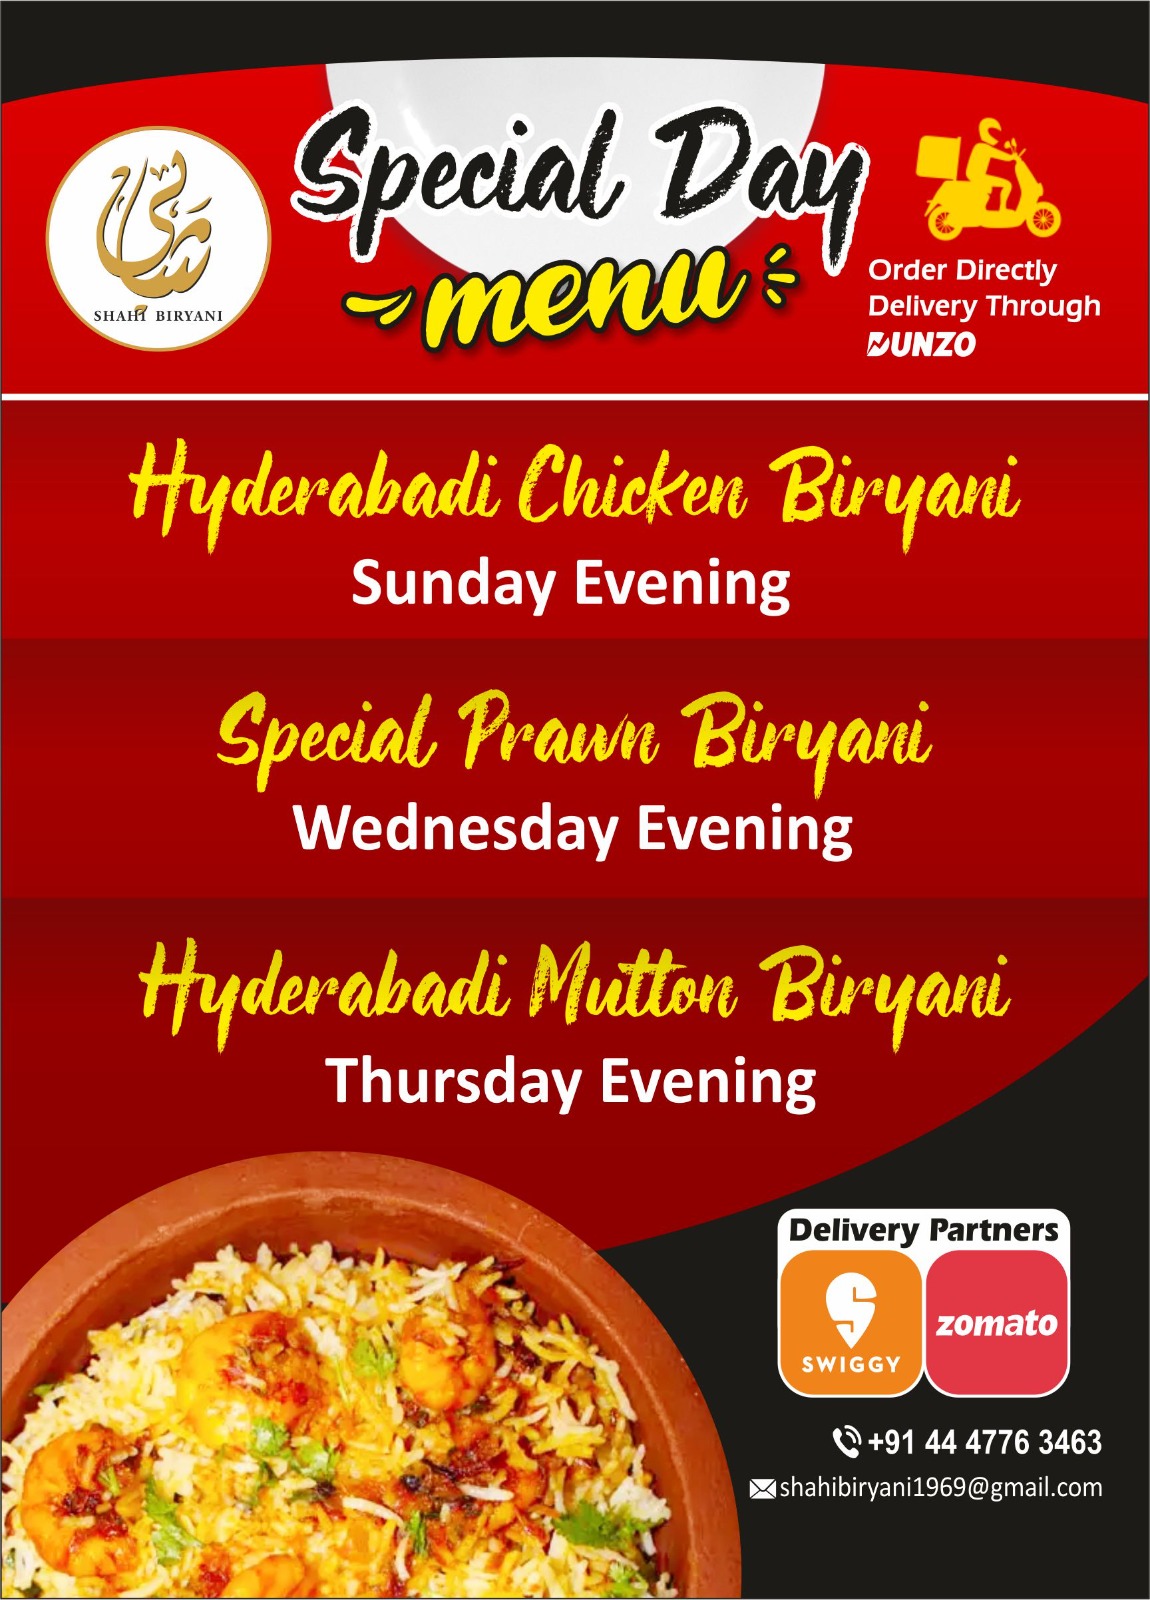 SHAHI BIRYANI
Special Day
menu
Order Directly
Delivery Through
DUNZO
Hyderabadi Chicken Biryani
Sunday Evening
Special Prawn Biryani
Wednesday Evening
Hyderabadi Mutton Biryani
Thursday Evening
Delivery Partners
SWIGGY
zomato
+91 44 4776 3463
shahibiryani1969@gmail.com